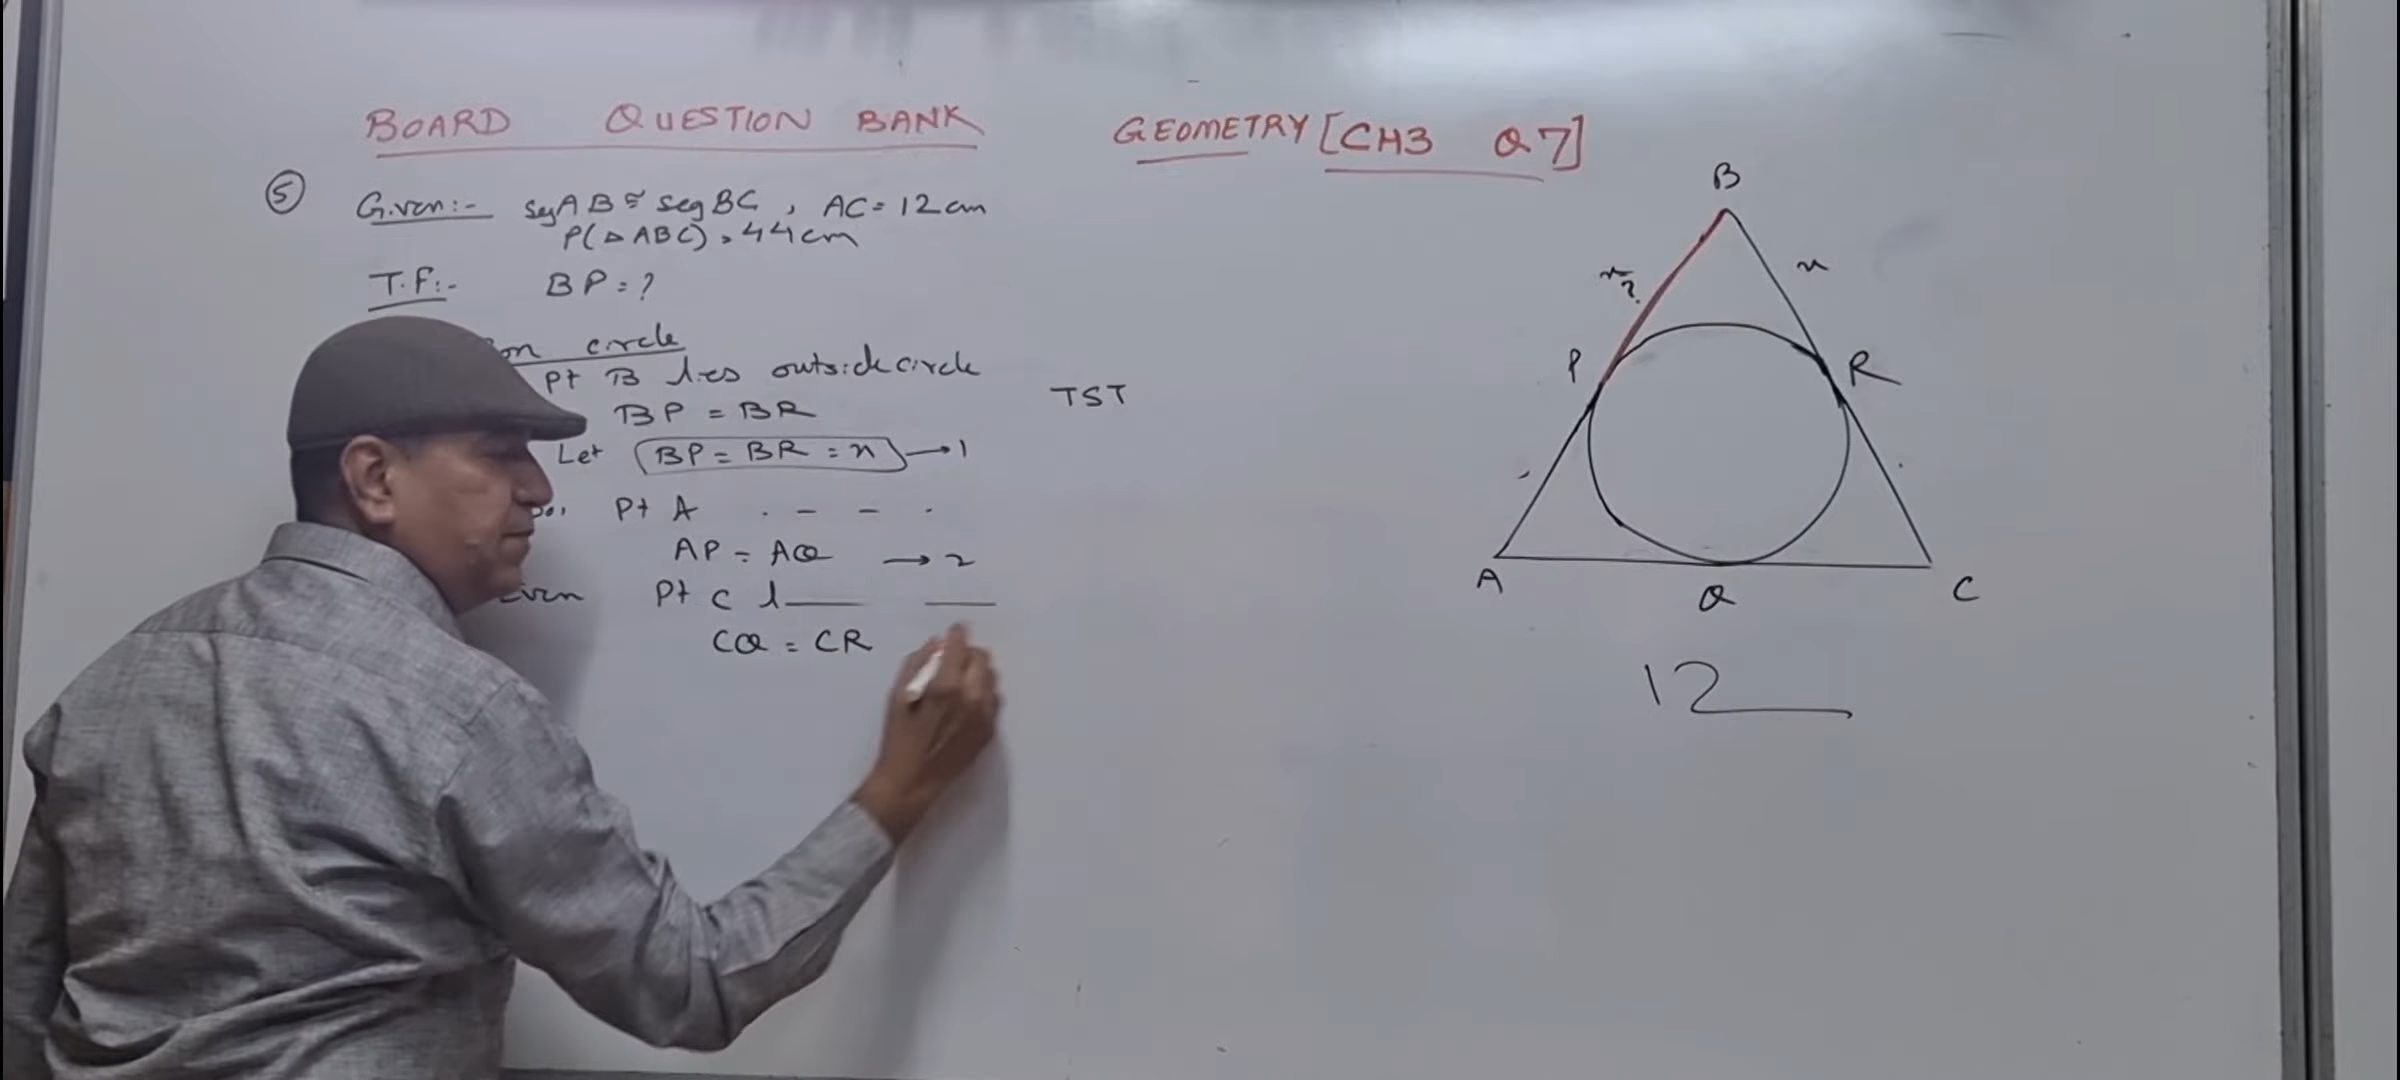 BOARD QUESTION BANK GEOMETRY [CH3 Q7]
5 Given:- seg AB ≅ seg BC, AC = 12 cm
P(△ABC) = 44 cm
T.F:- BP = ?
circle
Pt B lies outside circle
BP = BR TST
Let BP = BR = x → 1
Pt A . - - .
AP = AQ → 2
Pt C l
CQ = CR
B
x
?
x
P
R
A
Q
C
12